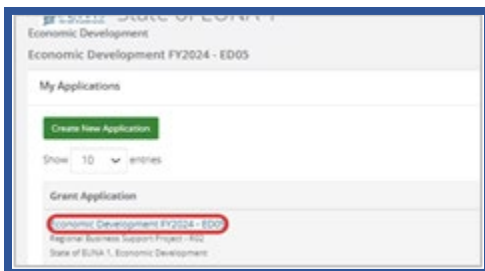 State of EUNA 1
Economic Development
Economic Development FY2024 - ED05
My Applications
Create New Application
Show 10 entries
Grant Application
Economic Development FY2024 - ED05
Regional Business Support Project - R02
State of EUNA 1, Economic Development